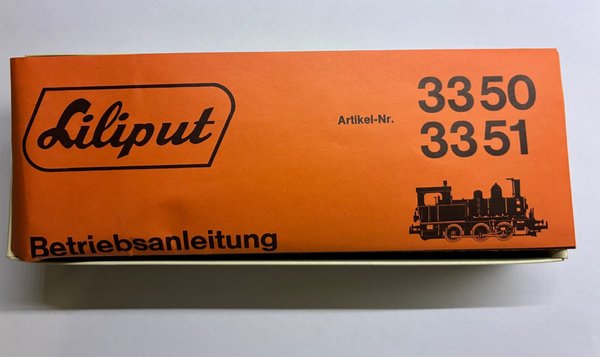 Liliput
Artikel-Nr.
3350
3351
Betriebsanleitung